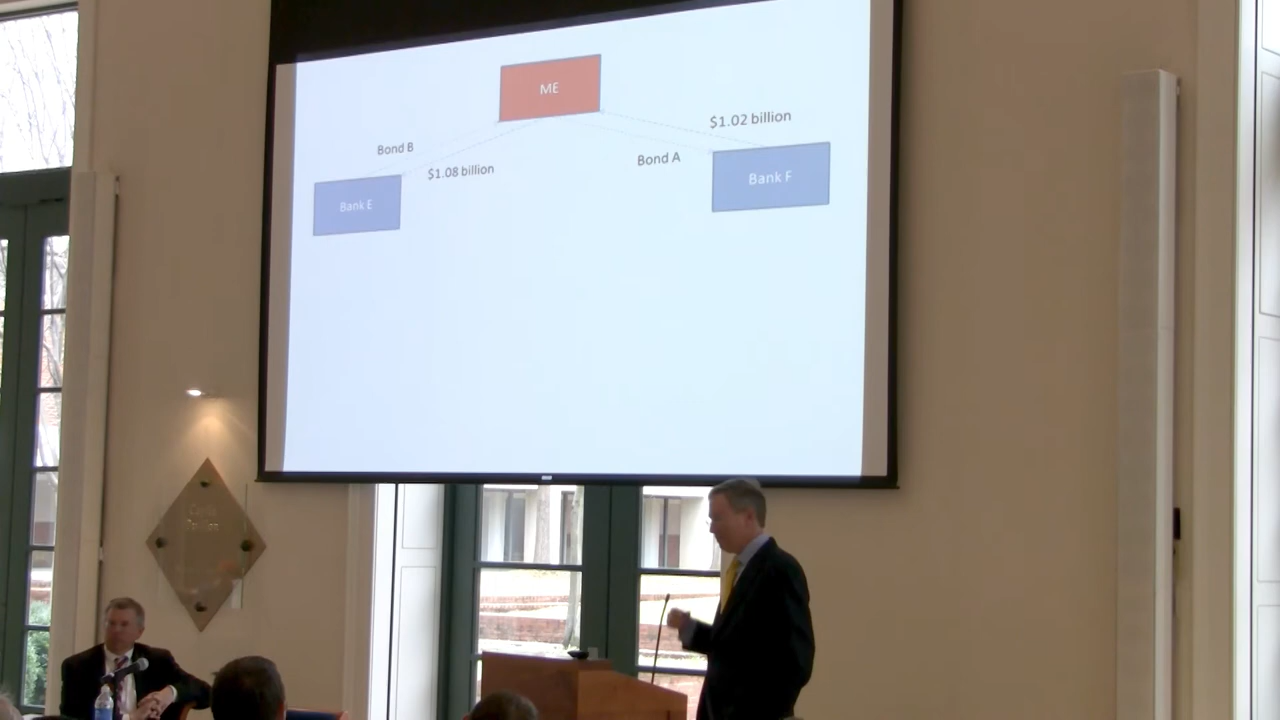 ME
$1.02 billion
Bond B
Bond A
$1.08 billion
Bank F
Bank E